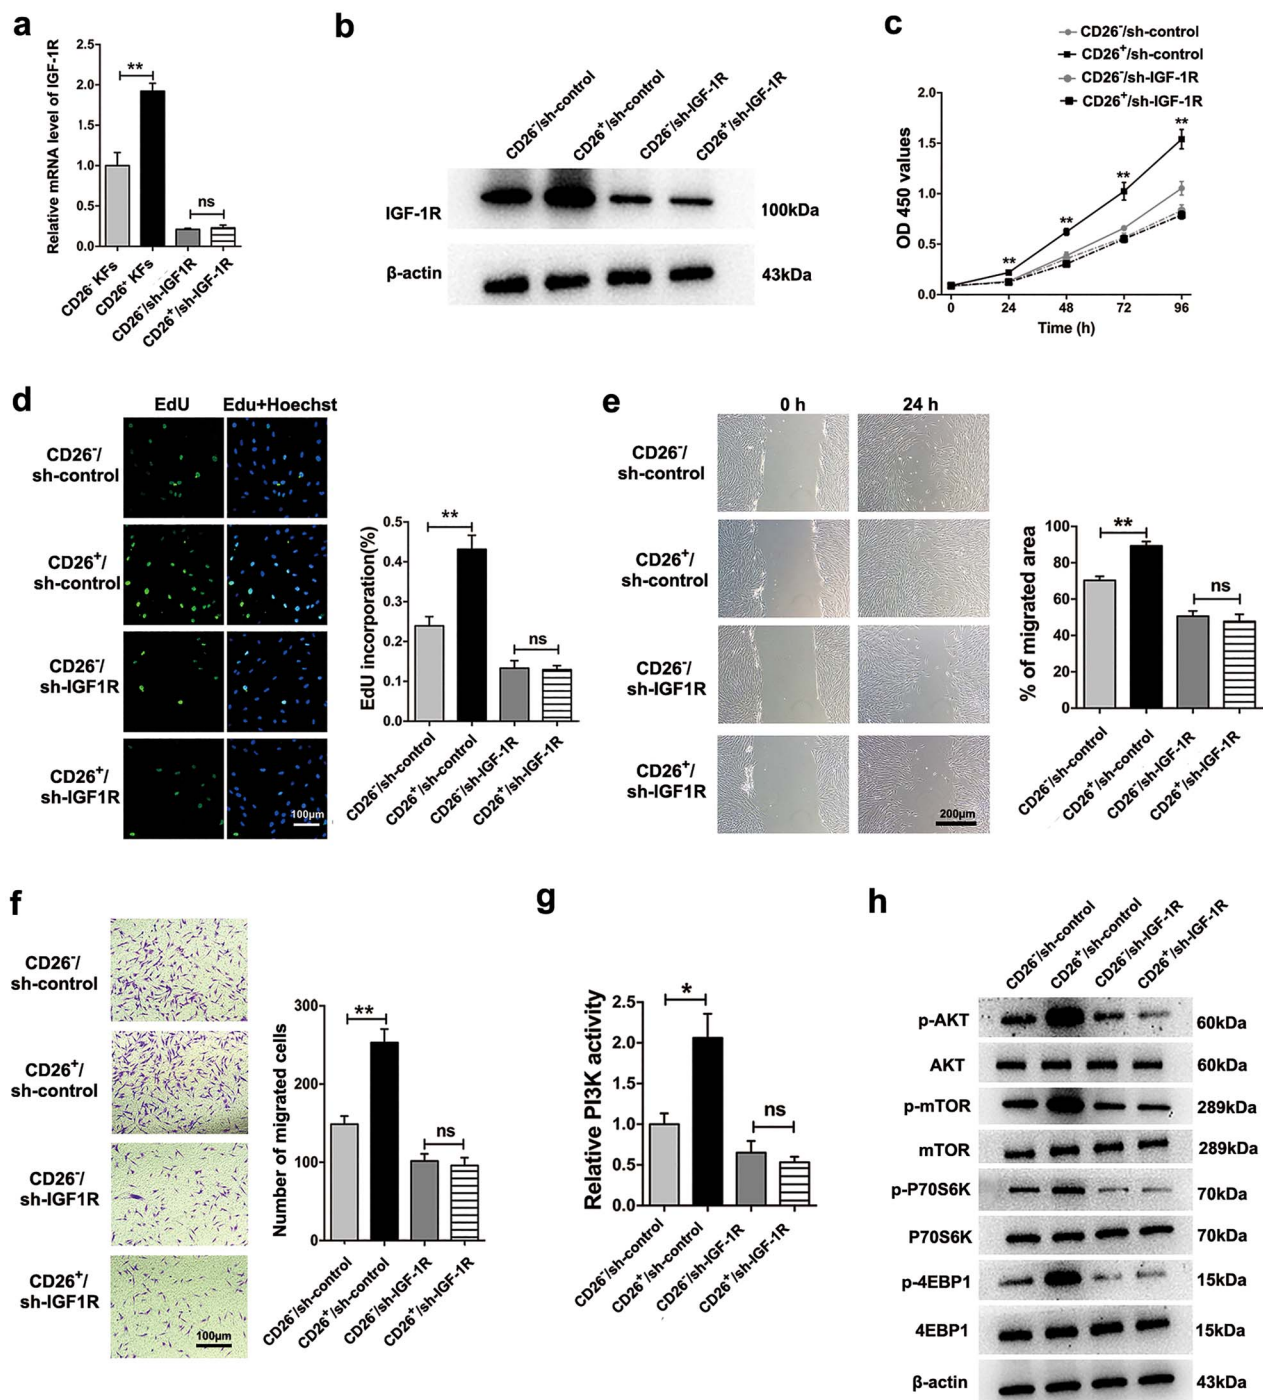 a
Relative mRNA level of IGF-1R
2.5
2.0
1.5
1.0
0.5
0.0
**
ns
CD26⁻ KFs
CD26⁺ KFs
CD26⁻/sh-IGF1R
CD26⁺/sh-IGF-1R
b
CD26⁻/sh-control
CD26⁺/sh-control
CD26⁻/sh-IGF-1R
CD26⁺/sh-IGF-1R
IGF-1R
100kDa
β-actin
43kDa
c
CD26⁻/sh-control
CD26⁺/sh-control
CD26⁻/sh-IGF-1R
CD26⁺/sh-IGF-1R
OD 450 values
2.0
1.5
1.0
0.5
0.0
**
**
**
**
0 24 48 72 96
Time (h)
d
EdU Edu+Hoechst
CD26⁻/
sh-control
CD26⁺/
sh-control
CD26⁻/
sh-IGF1R
CD26⁺/
sh-IGF1R
100μm
EdU incorporation(%)
0.5
0.4
0.3
0.2
0.1
0.0
**
ns
CD26⁻/sh-control
CD26⁺/sh-control
CD26⁻/sh-IGF-1R
CD26⁺/sh-IGF-1R
e
0 h 24 h
CD26⁻/
sh-control
CD26⁺/
sh-control
CD26⁻/
sh-IGF1R
CD26⁺/
sh-IGF1R
200μm
% of migrated area
100
80
60
40
20
0
**
ns
CD26⁻/sh-control
CD26⁺/sh-control
CD26⁻/sh-IGF-1R
CD26⁺/sh-IGF-1R
f
CD26⁻/
sh-control
CD26⁺/
sh-control
CD26⁻/
sh-IGF1R
CD26⁺/
sh-IGF1R
100μm
Number of migrated cells
300
200
100
0
**
ns
CD26⁻/sh-control
CD26⁺/sh-control
CD26⁻/sh-IGF-1R
CD26⁺/sh-IGF-1R
g
Relative PI3K activity
2.5
2.0
1.5
1.0
0.5
0.0
*
ns
CD26⁻/sh-control
CD26⁺/sh-control
CD26⁻/sh-IGF-1R
CD26⁺/sh-IGF-1R
h
CD26⁻/sh-control
CD26⁺/sh-control
CD26⁻/sh-IGF-1R
CD26⁺/sh-IGF-1R
p-AKT 60kDa
AKT 60kDa
p-mTOR 289kDa
mTOR 289kDa
p-P70S6K 70kDa
P70S6K 70kDa
p-4EBP1 15kDa
4EBP1 15kDa
β-actin 43kDa